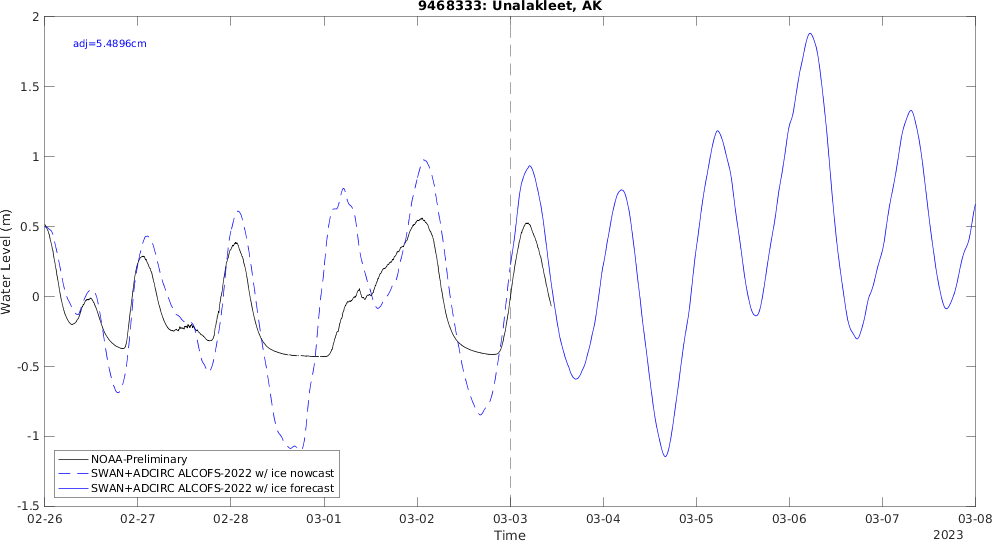 9468333: Unalakleet, AK
adj=5.4896cm
Water Level (m)
2
1.5
1
0.5
0
-0.5
-1
-1.5
NOAA-Preliminary
SWAN+ADCIRC ALCOFS-2022 w/ ice nowcast
SWAN+ADCIRC ALCOFS-2022 w/ ice forecast
02-26 02-27 02-28 03-01 03-02 03-03 03-04 03-05 03-06 03-07 03-08
Time
2023